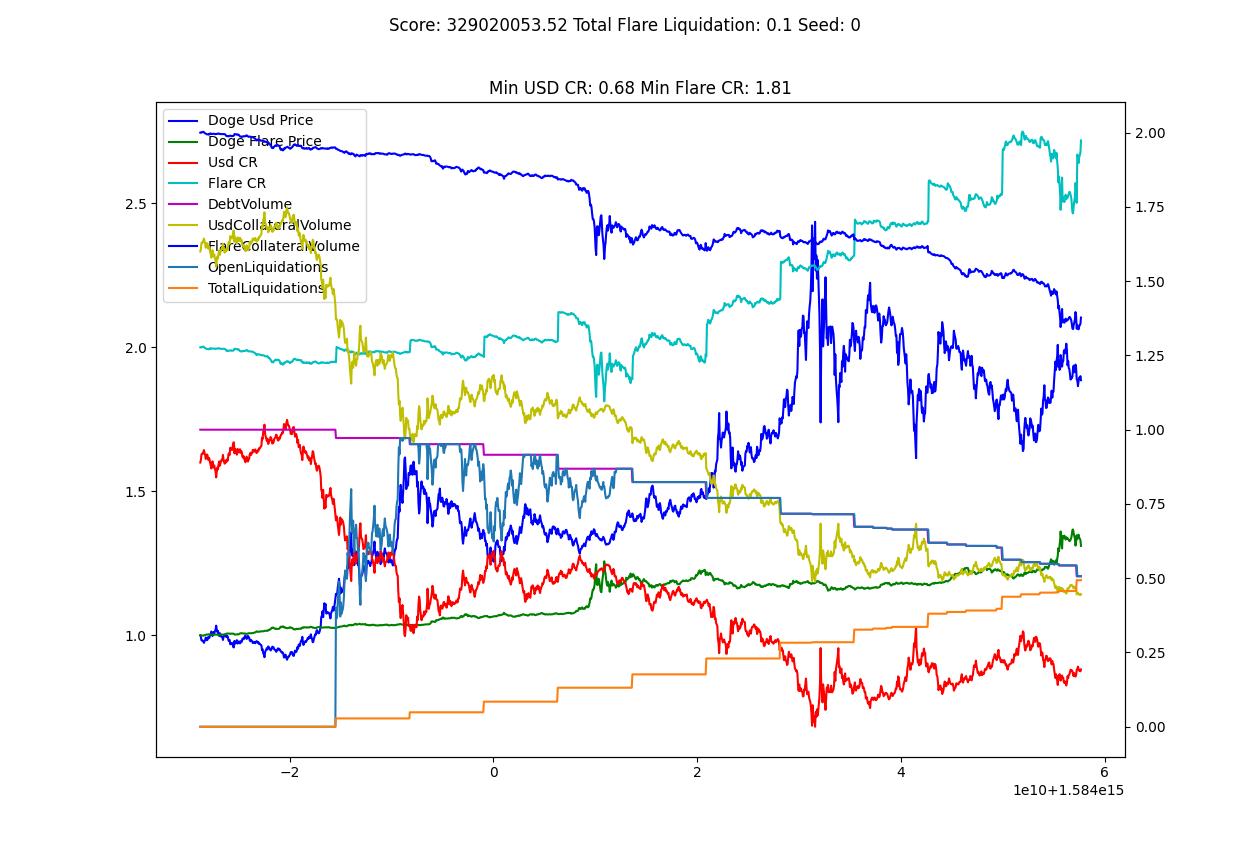 Score: 329020053.52 Total Flare Liquidation: 0.1 Seed: 0
Min USD CR: 0.68 Min Flare CR: 1.81
Doge Usd Price
Doge Flare Price
Usd CR
Flare CR
DebtVolume
UsdCollateralVolume
FlareCollateralVolume
OpenLiquidations
TotalLiquidations
2.5
2.0
1.5
1.0
2.00
1.75
1.50
1.25
1.00
0.75
0.50
0.25
0.00
−2
0
2
4
6
1e10+1.584e15